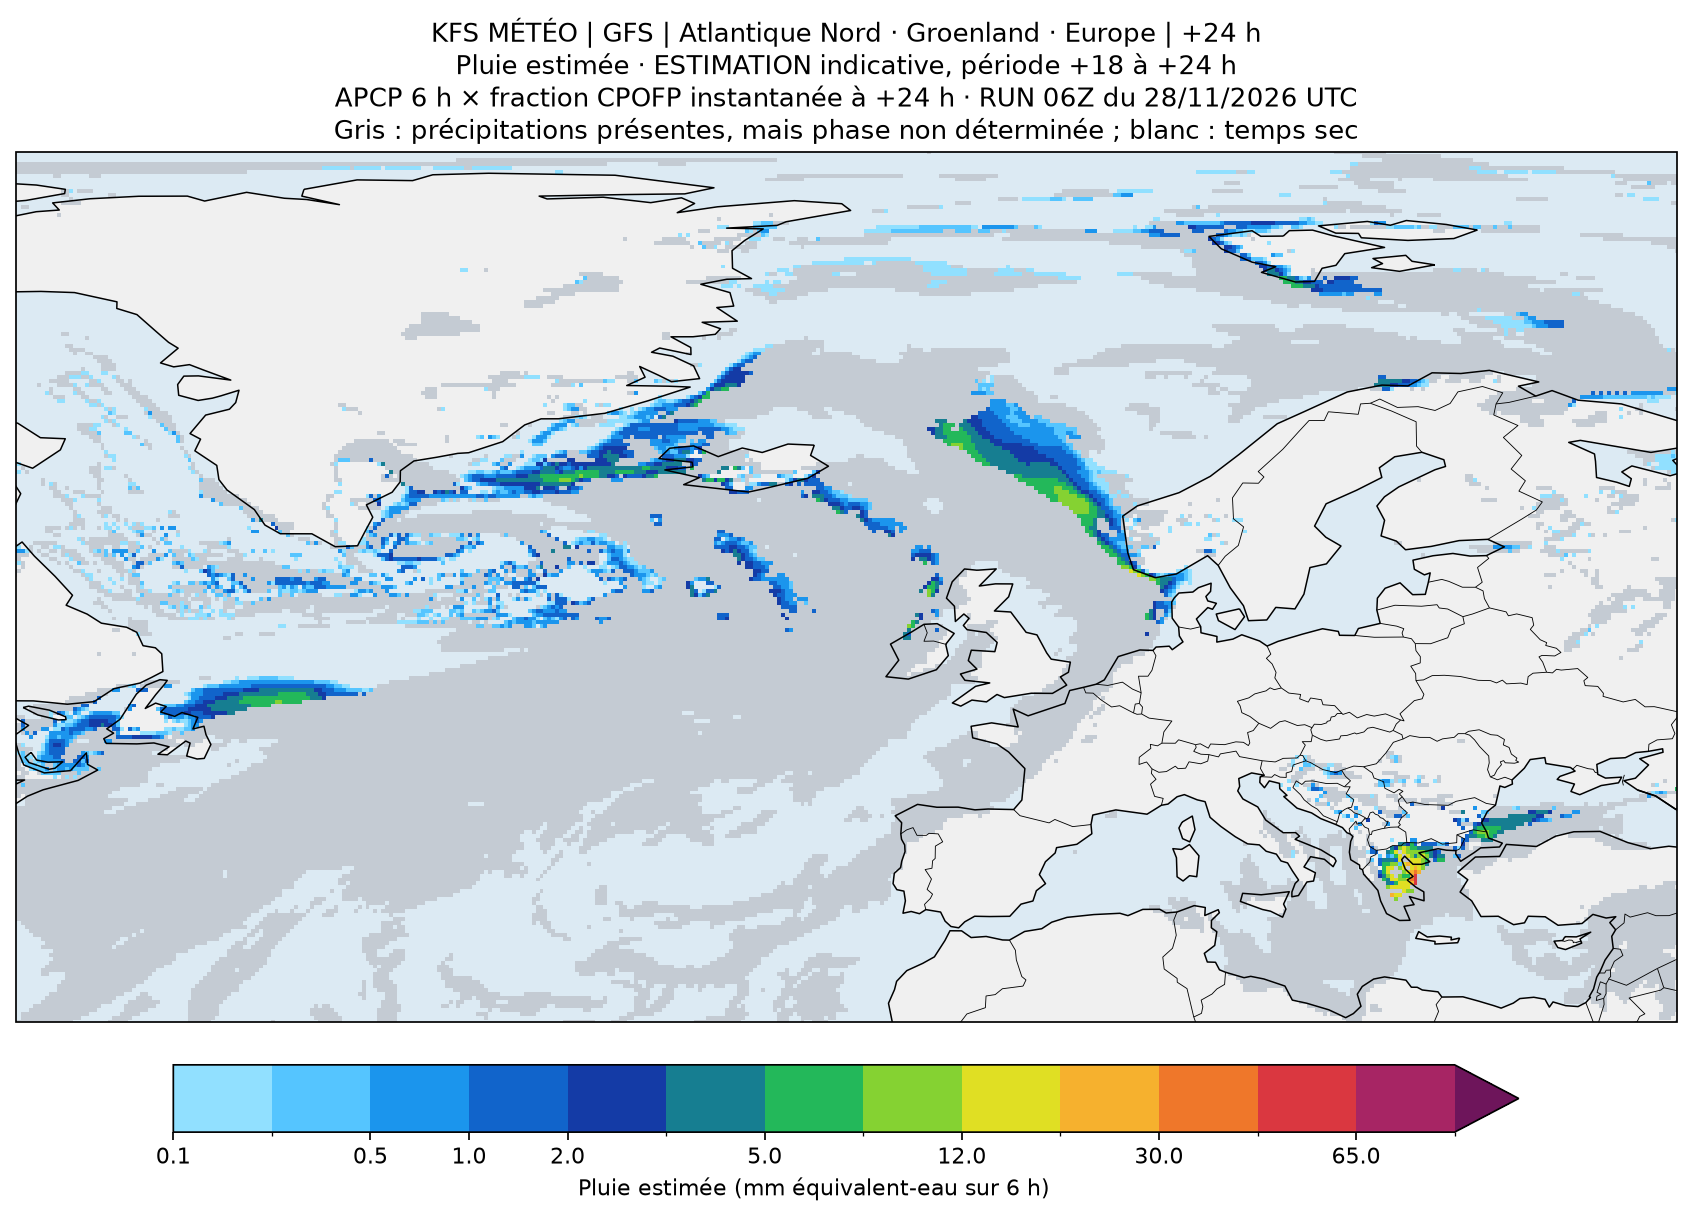 KFS MÉTÉO | GFS | Atlantique Nord · Groenland · Europe | +24 h
Pluie estimée · ESTIMATION indicative, période +18 à +24 h
APCP 6 h × fraction CPOFP instantanée à +24 h · RUN 06Z du 28/11/2026 UTC
Gris : précipitations présentes, mais phase non déterminée ; blanc : temps sec
0.1 0.5 1.0 2.0 5.0 12.0 30.0 65.0
Pluie estimée (mm équivalent-eau sur 6 h)